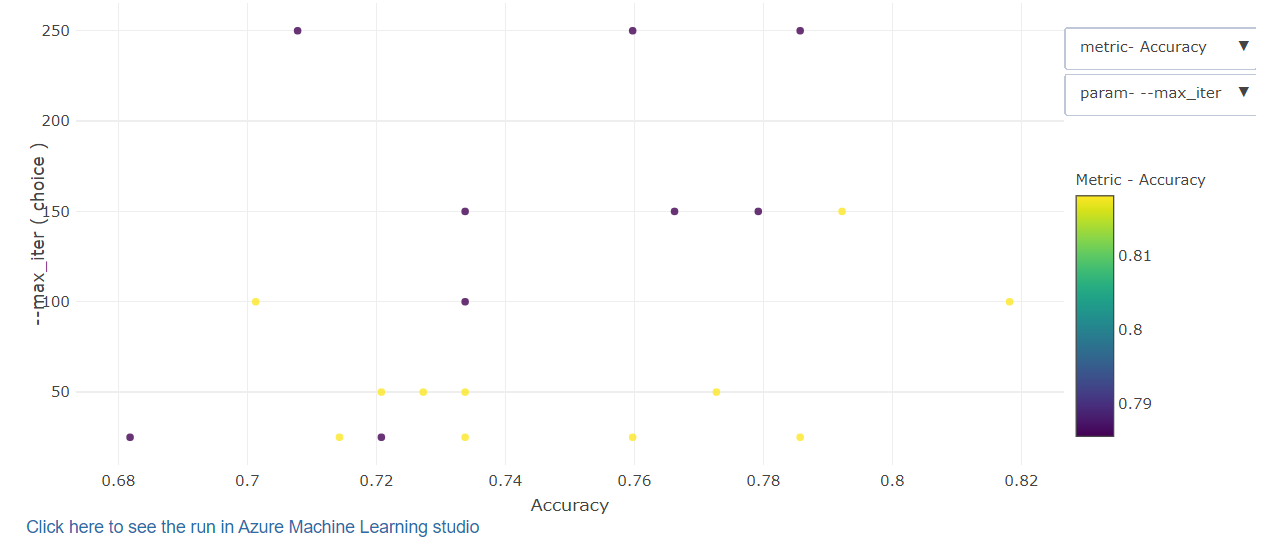 250
200
150
100
50
--max_iter ( choice )
0.68 0.7 0.72 0.74 0.76 0.78 0.8 0.82
Accuracy
metric- Accuracy ▼
param- --max_iter ▼
Metric - Accuracy
0.81
0.8
0.79
Click here to see the run in Azure Machine Learning studio